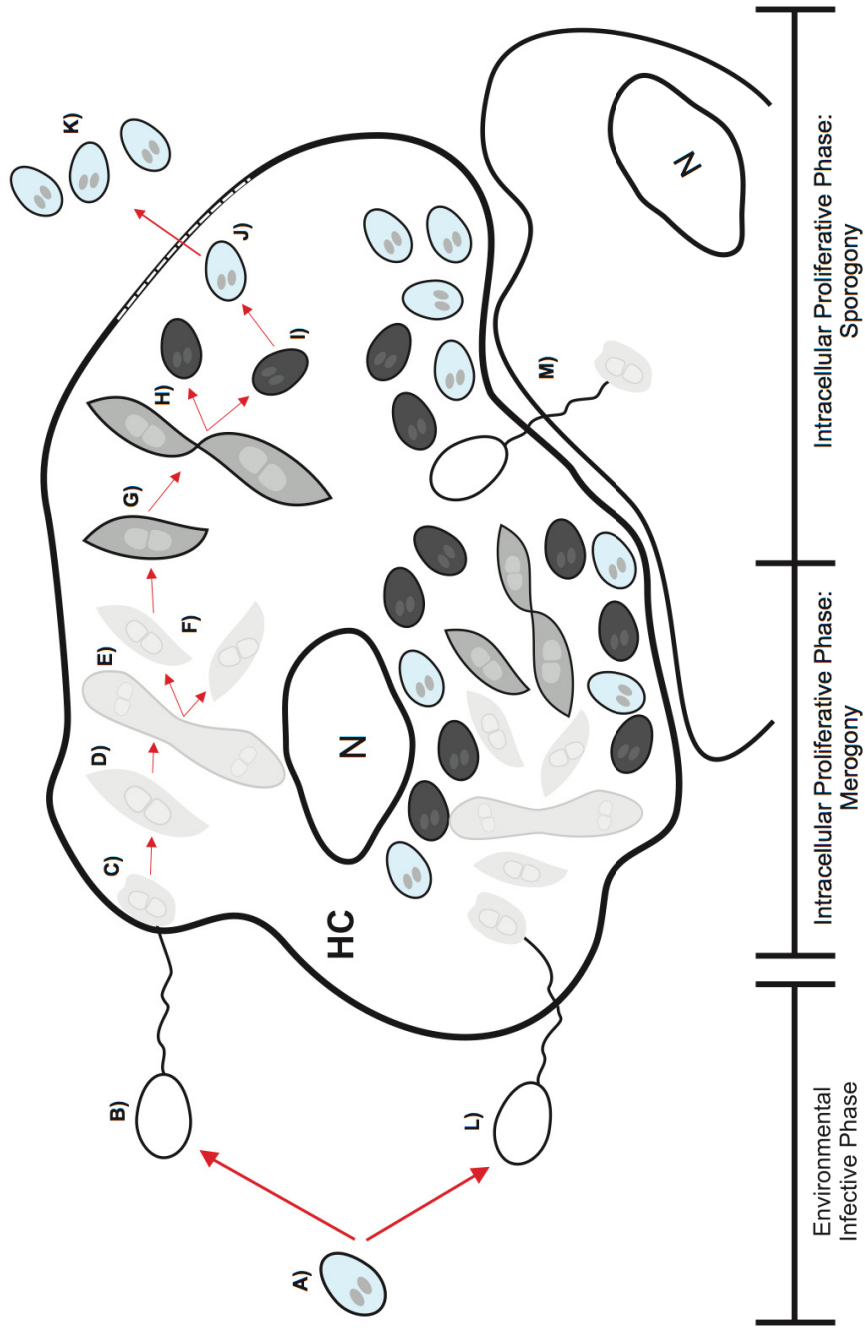 A)
B)
C)
D)
E)
F)
G)
H)
I)
J)
K)
L)
M)
HC
N
N
Environmental
Infective Phase
Intracellular Proliferative Phase:
Merogony
Intracellular Proliferative Phase:
Sporogony